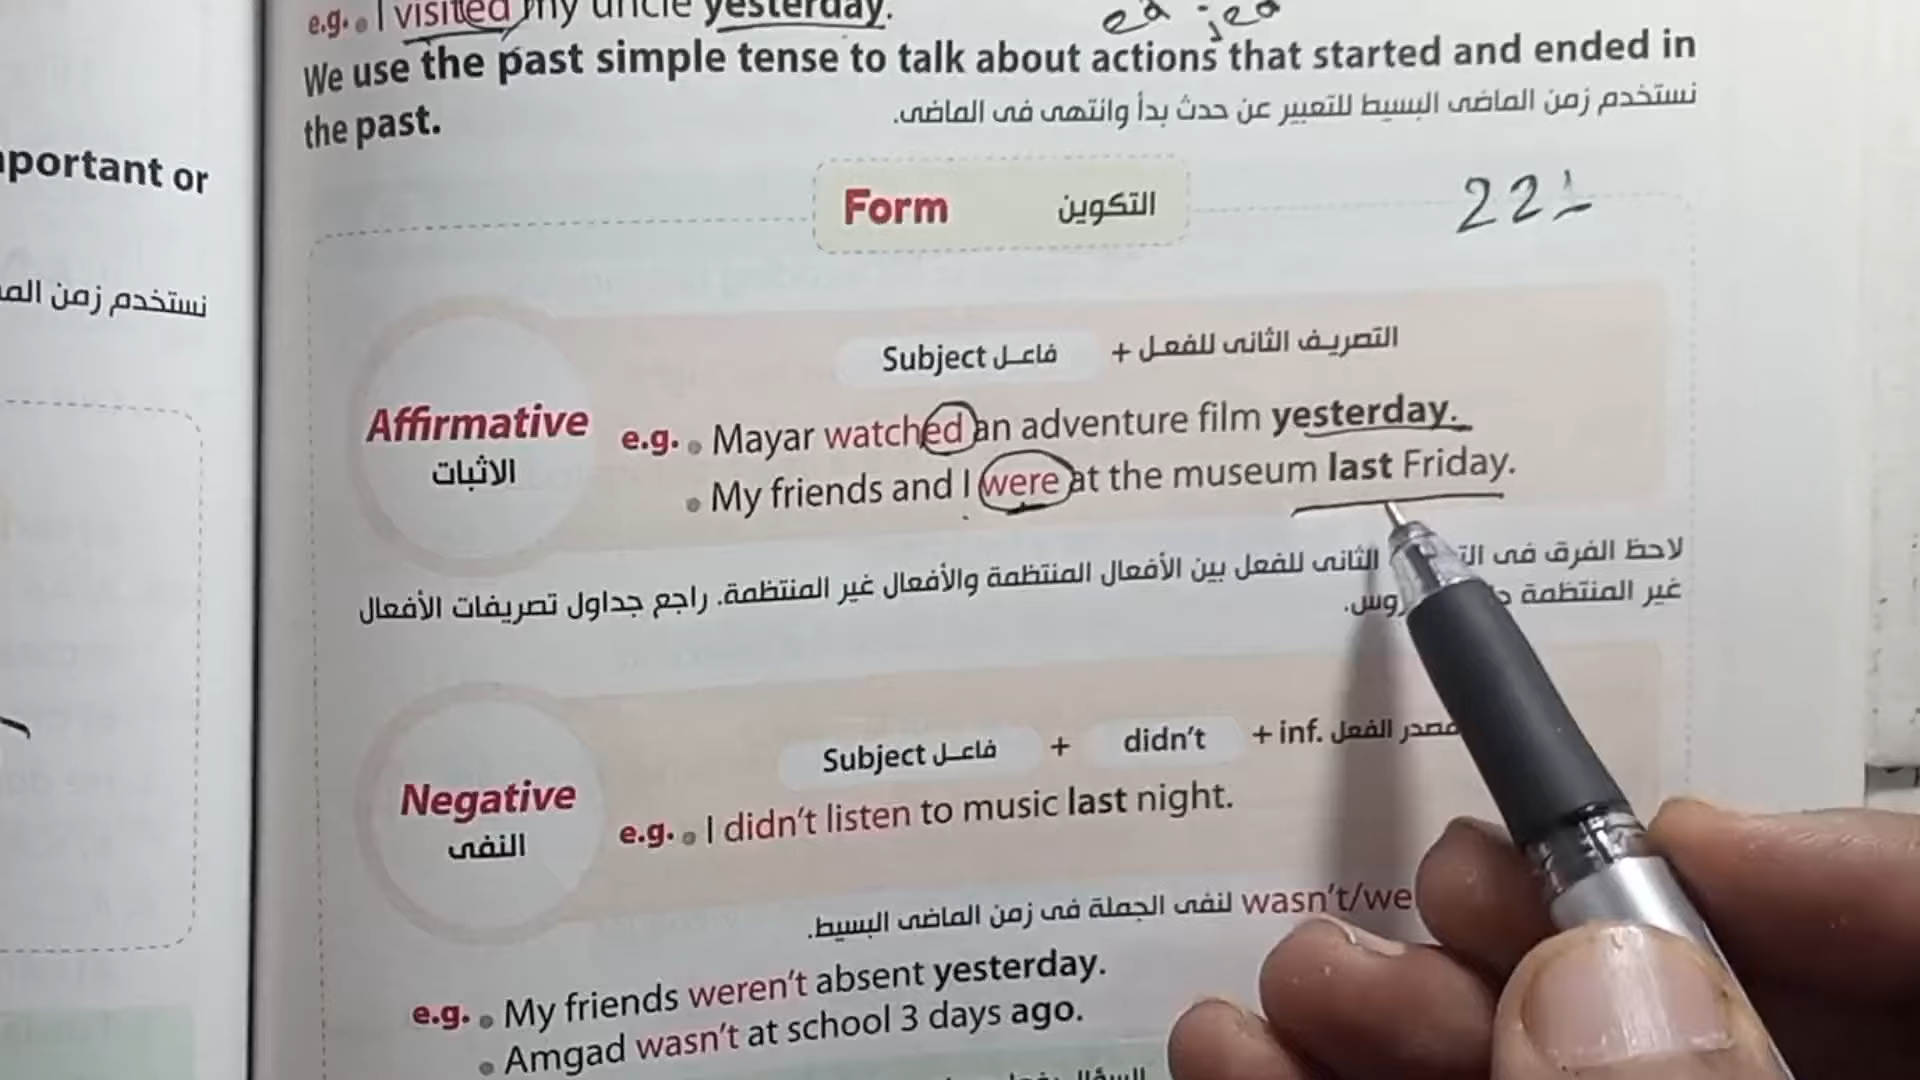 e.g. • I visited my uncle yesterday.
We use the past simple tense to talk about actions that started and ended in
the past.
نستخدم زمن الماضى البسيط للتعبير عن حدث بدأ وانتهى فى الماضى.
portant or
نستخدم زمن
Form التكوين
22
Affirmative
الاثبات
Subject فاعل + التصريف الثانى للفعل
e.g. • Mayar watched an adventure film yesterday.
• My friends and I were at the museum last Friday.
لاحظ الفرق فى الثانى للفعل بين الأفعال المنتظمة والأفعال غير المنتظمة. راجع جداول تصريفات الأفعال
غير المنتظمة
Negative
النفى
Subject فاعل + didn't + inf. مصدر الفعل
e.g. • I didn't listen to music last night.
wasn't/we لنفى الجملة فى زمن الماضى البسيط.
e.g. • My friends weren't absent yesterday.
• Amgad wasn't at school 3 days ago.